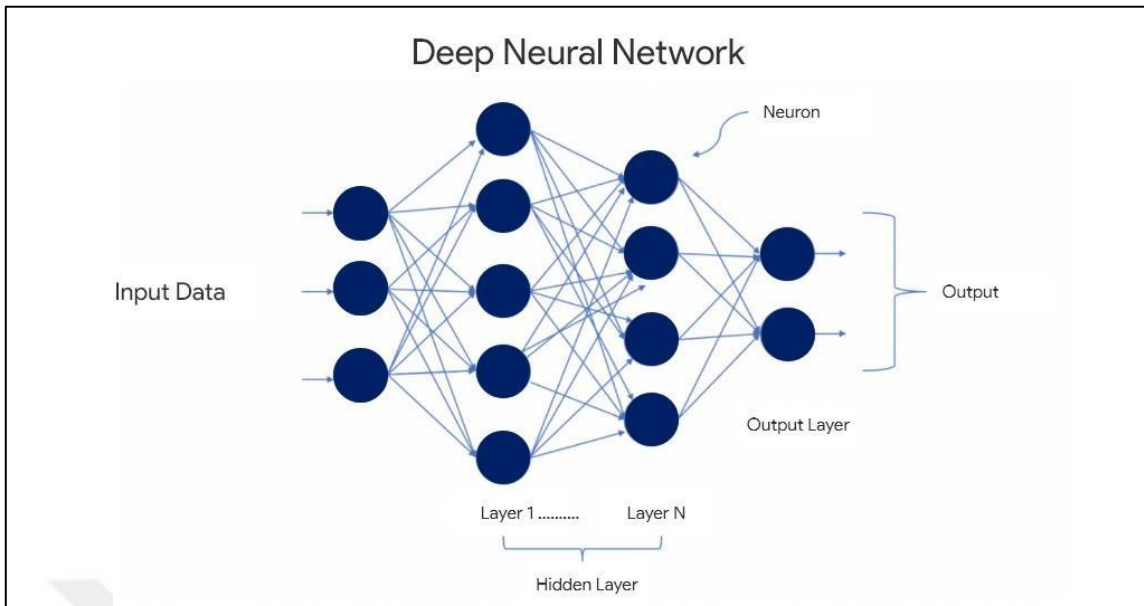 Deep Neural Network
Neuron
Input Data
Output
Output Layer
Layer 1 .......... Layer N
Hidden Layer